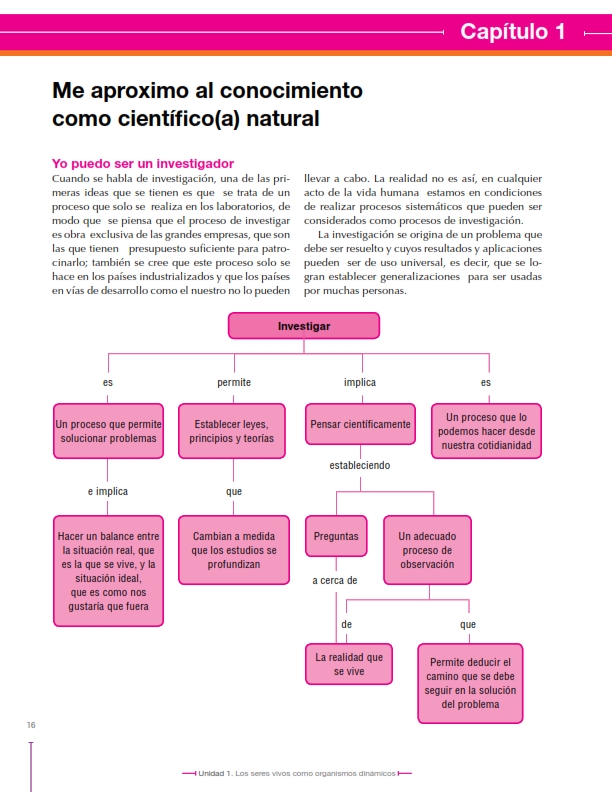 Capítulo 1
Me aproximo al conocimiento
como científico(a) natural
Yo puedo ser un investigador
Cuando se habla de investigación, una de las pri-
meras ideas que se tienen es que se trata de un
proceso que solo se realiza en los laboratorios, de
modo que se piensa que el proceso de investigar
es obra exclusiva de las grandes empresas, que son
las que tienen presupuesto suficiente para patro-
cinarlo; también se cree que este proceso solo se
hace en los países industrializados y que los países
en vías de desarrollo como el nuestro no lo pueden
llevar a cabo. La realidad no es así, en cualquier
acto de la vida humana estamos en condiciones
de realizar procesos sistemáticos que pueden ser
considerados como procesos de investigación.
La investigación se origina de un problema que
debe ser resuelto y cuyos resultados y aplicaciones
pueden ser de uso universal, es decir, que se lo-
gran establecer generalizaciones para ser usadas
por muchas personas.
Investigar
es
permite
implica
es
Un proceso que permite
solucionar problemas
Establecer leyes,
principios y teorías
Pensar científicamente
Un proceso que lo
podemos hacer desde
nuestra cotidianidad
estableciendo
e implica
que
Hacer un balance entre
la situación real, que
es la que se vive, y la
situación ideal,
que es como nos
gustaría que fuera
Cambian a medida
que los estudios se
profundizan
Preguntas
Un adecuado
proceso de
observación
a cerca de
de
que
La realidad que
se vive
Permite deducir el
camino que se debe
seguir en la solución
del problema
16
Unidad 1. Los seres vivos como organismos dinámicos